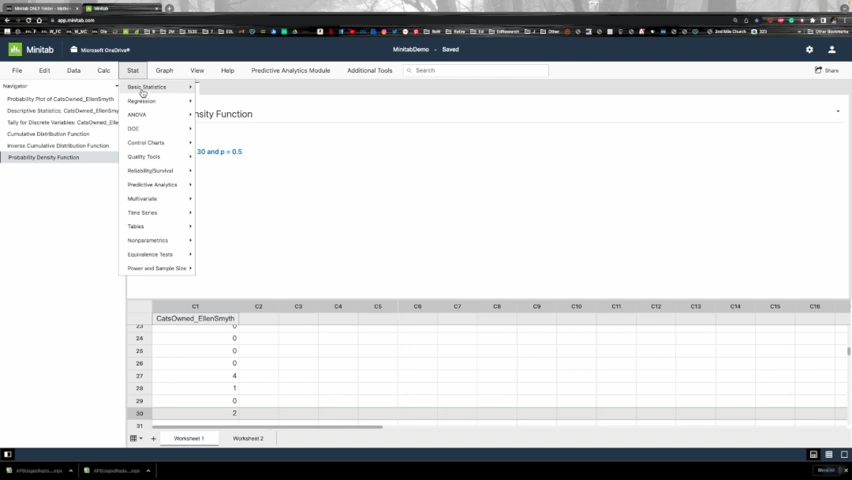 app.minitab.com
Other Bookmarks
Minitab
Microsoft OneDrive®
MinitabDemo - Saved
File Edit Data Calc Stat Graph View Help Predictive Analytics Module Additional Tools Search Share
Navigator
Probability Plot of CatsOwned_EllenSmyth
Descriptive Statistics: CatsOwned_EllenSmy
Tally for Discrete Variables: CatsOwned_Elle
Cumulative Distribution Function
Inverse Cumulative Distribution Function
Probability Density Function
Basic Statistics
Regression
ANOVA
DOE
Control Charts
Quality Tools
Reliability/Survival
Predictive Analytics
Multivariate
Time Series
Tables
Nonparametrics
Equivalence Tests
Power and Sample Size
nsity Function
30 and p = 0.5
C1 C2 C3 C4 C5 C6 C7 C8 C9 C10 C11 C12 C13 C14 C15 C16
CatsOwned_EllenSmyth
23 0
24 0
25 0
26 0
27 4
28 1
29 0
30 2
31
Worksheet 1 Worksheet 2